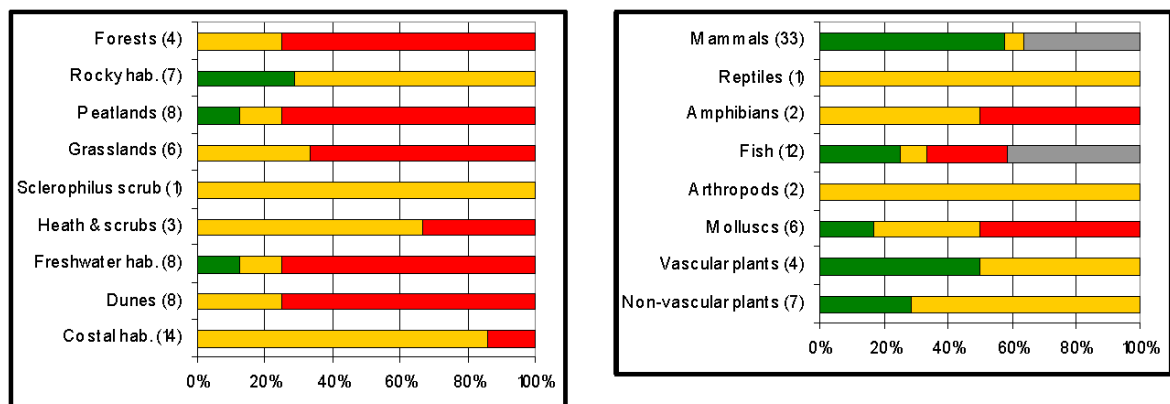 Forests (4)
Rocky hab. (7)
Peatlands (8)
Grasslands (6)
Sclerophilus scrub (1)
Heath & scrubs (3)
Freshwater hab. (8)
Dunes (8)
Costal hab. (14)
0% 20% 40% 60% 80% 100%
Mammals (33)
Reptiles (1)
Amphibians (2)
Fish (12)
Arthropods (2)
Molluscs (6)
Vascular plants (4)
Non-vascular plants (7)
0% 20% 40% 60% 80% 100%